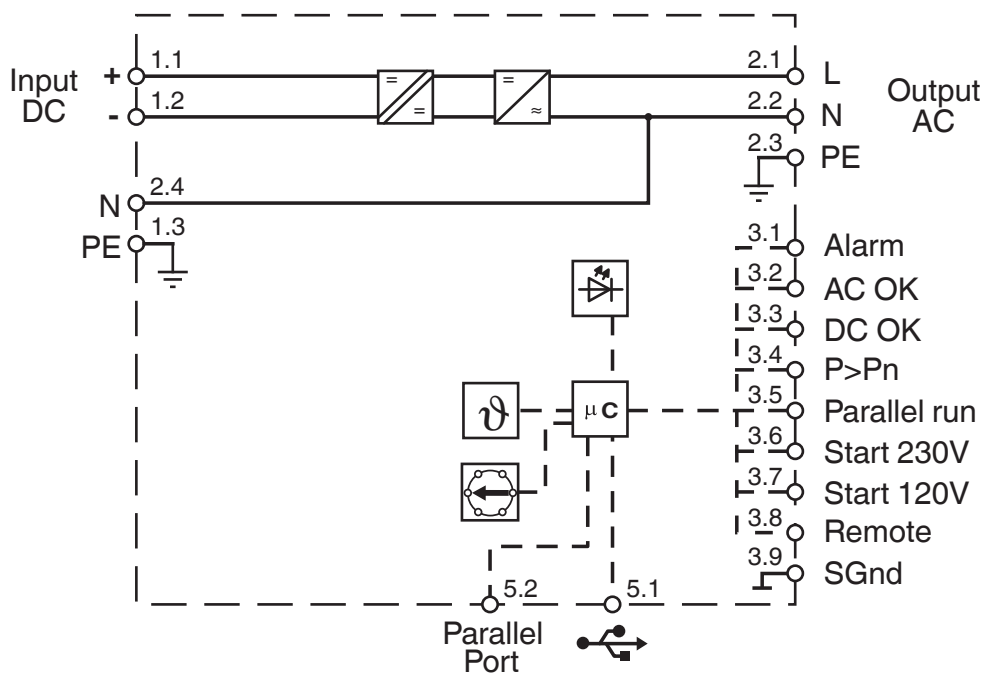 Input
DC
+ 1.1
- 1.2
= =
= ≈
2.1 L
2.2 N
2.3 PE
Output
AC
N 2.4
PE 1.3
3.1 Alarm
3.2 AC OK
3.3 DC OK
3.4 P>Pn
3.5 Parallel run
3.6 Start 230V
3.7 Start 120V
3.8 Remote
3.9 SGnd
ϑ
µC
5.2
5.1
Parallel
Port